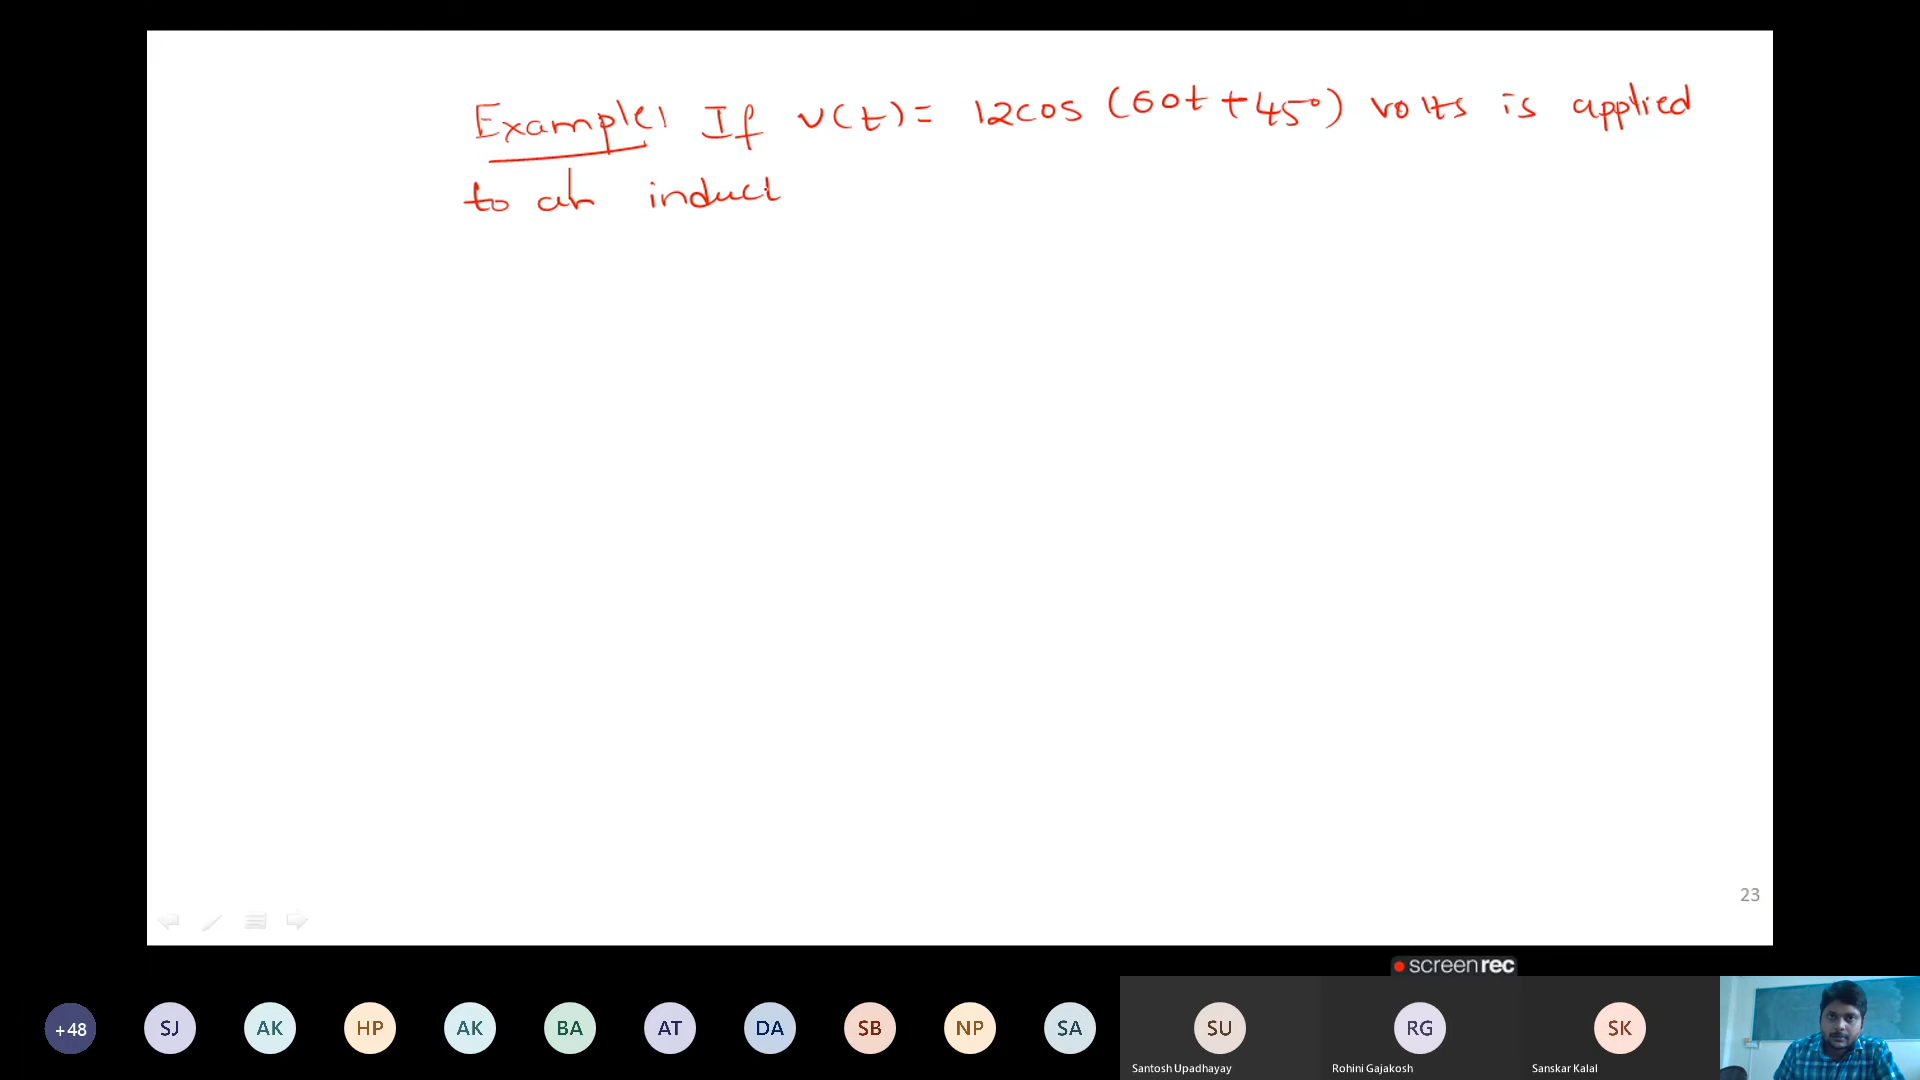 Example: If v(t) = 12cos (60t + 45°) volts is applied
to an induct
23
screenrec
+48 SJ AK HP AK BA AT DA SB NP SA SU RG SK
Santosh Upadhayay Rohini Gajakosh Sanskar Kalal